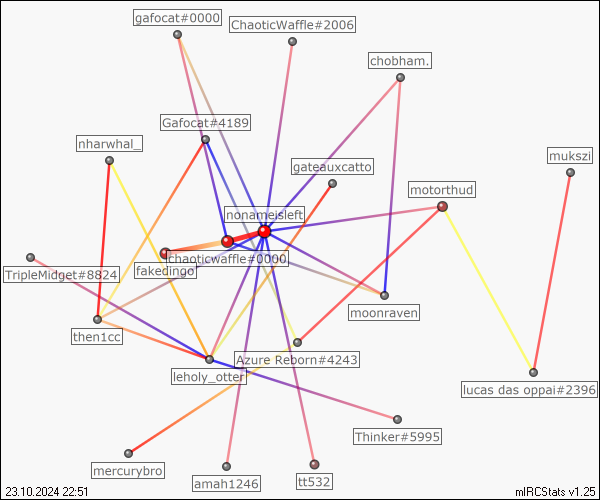 gafocat#0000
ChaoticWaffle#2006
chobham.
Gafocat#4189
nharwhal_
mukszi
gateauxcatto
motorthud
nonameisleft
chaoticwaffle#0000
fakedingo
TripleMidget#8824
moonraven
then1cc
Azure Reborn#4243
leholy_otter
lucas das oppai#2396
Thinker#5995
mercurybro
amah1246
tt532
23.10.2024 22:51
mIRCStats v1.25